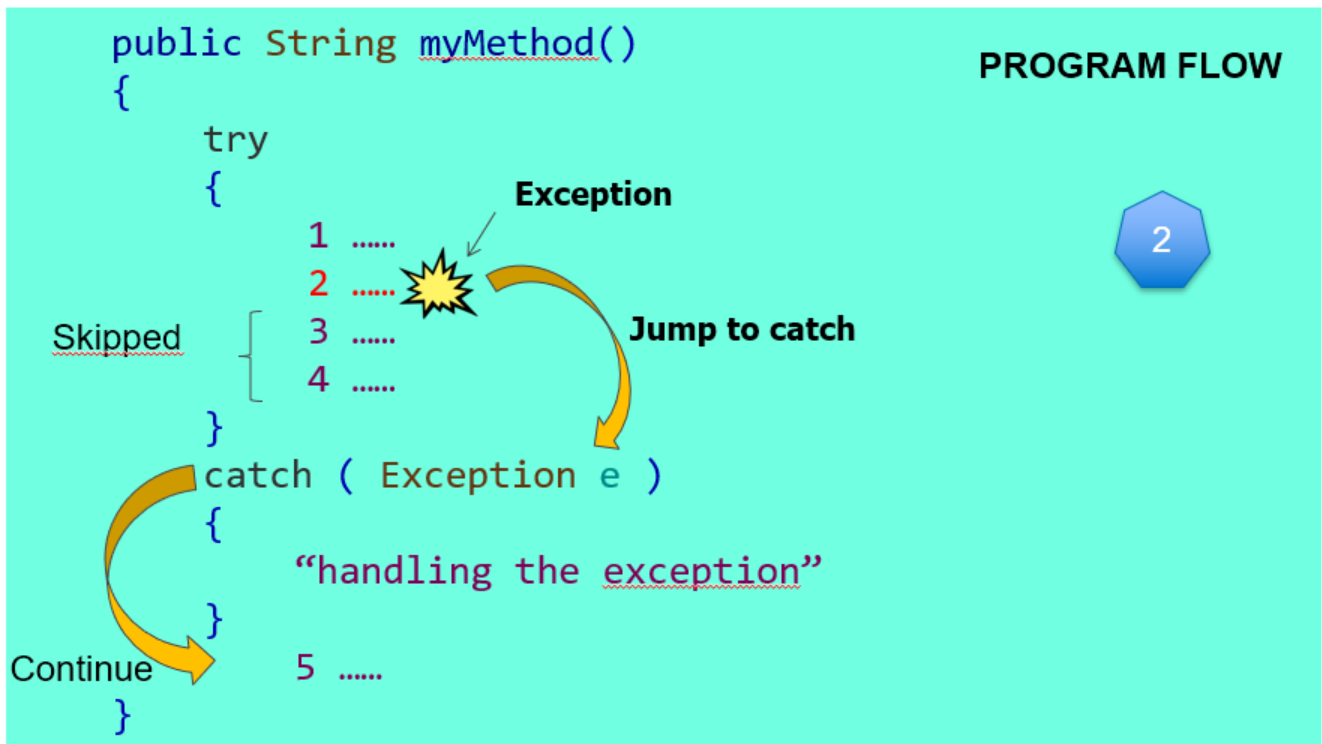 public String myMethod()
PROGRAM FLOW
{
try
{
Exception
1 ……
2
2 ……
Skipped
3 ……
Jump to catch
4 ……
}
catch ( Exception e )
{
“handling the exception”
}
Continue
5 ……
}